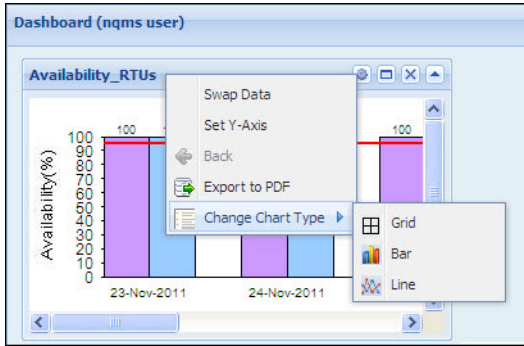 Dashboard (nqms user)
Availability_RTUs
Swap Data
Set Y-Axis
Back
Export to PDF
Change Chart Type
Grid
Bar
Line
Availability(%)
100
90
80
70
60
50
40
30
20
10
0
100
100
23-Nov-2011
24-Nov-2011